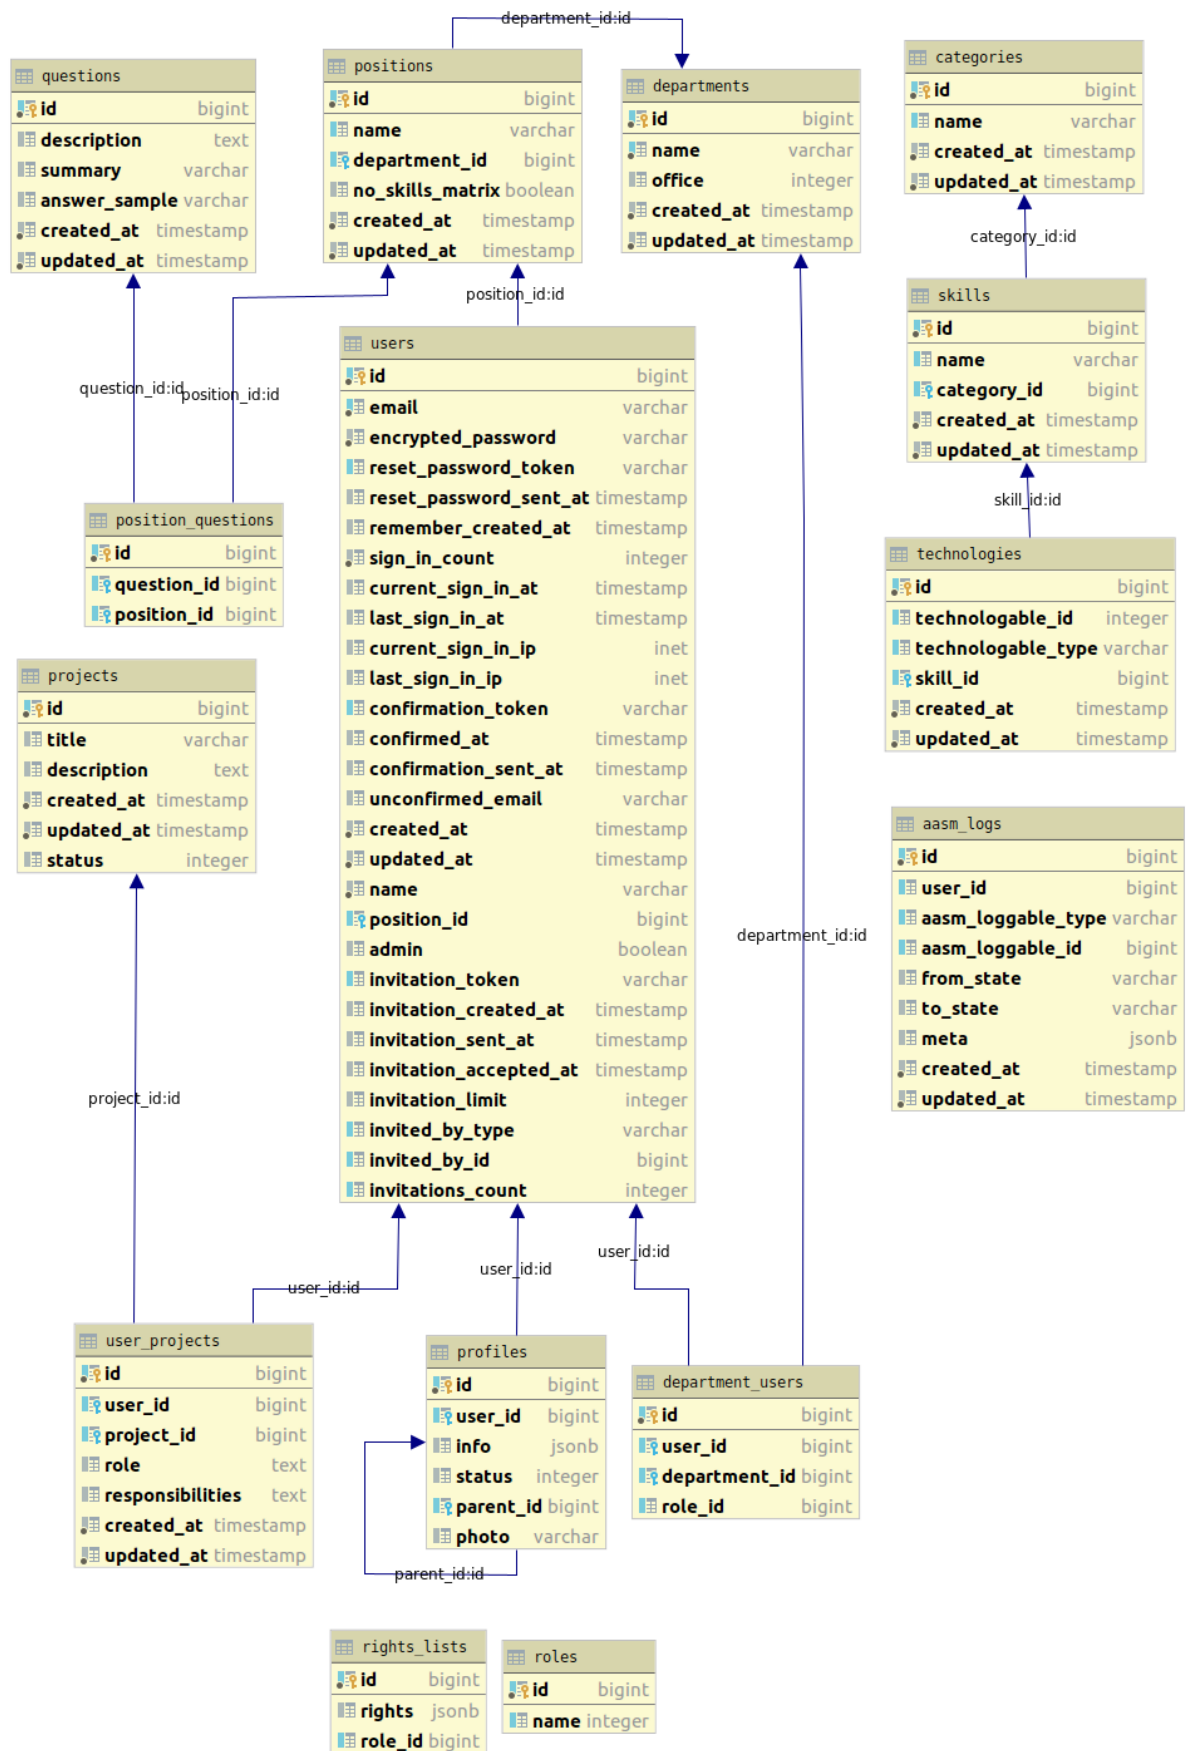 department_id:id
questions
id bigint
description text
summary varchar
answer_sample varchar
created_at timestamp
updated_at timestamp
positions
id bigint
name varchar
department_id bigint
no_skills_matrix boolean
created_at timestamp
updated_at timestamp
departments
id bigint
name varchar
office integer
created_at timestamp
updated_at timestamp
categories
id bigint
name varchar
created_at timestamp
updated_at timestamp
category_id:id
position_id:id
skills
id bigint
name varchar
category_id bigint
created_at timestamp
updated_at timestamp
question_id:id
position_id:id
skill_id:id
users
id bigint
email varchar
encrypted_password varchar
reset_password_token varchar
reset_password_sent_at timestamp
remember_created_at timestamp
sign_in_count integer
current_sign_in_at timestamp
last_sign_in_at timestamp
current_sign_in_ip inet
last_sign_in_ip inet
confirmation_token varchar
confirmed_at timestamp
confirmation_sent_at timestamp
unconfirmed_email varchar
created_at timestamp
updated_at timestamp
name varchar
position_id bigint
admin boolean
invitation_token varchar
invitation_created_at timestamp
invitation_sent_at timestamp
invitation_accepted_at timestamp
invitation_limit integer
invited_by_type varchar
invited_by_id bigint
invitations_count integer
position_questions
id bigint
question_id bigint
position_id bigint
technologies
id bigint
technologable_id integer
technologable_type varchar
skill_id bigint
created_at timestamp
updated_at timestamp
projects
id bigint
title varchar
description text
created_at timestamp
updated_at timestamp
status integer
aasm_logs
id bigint
user_id bigint
aasm_loggable_type varchar
aasm_loggable_id bigint
from_state varchar
to_state varchar
meta jsonb
created_at timestamp
updated_at timestamp
department_id:id
project_id:id
user_id:id
user_id:id
user_id:id
user_projects
id bigint
user_id bigint
project_id bigint
role text
responsibilities text
created_at timestamp
updated_at timestamp
profiles
id bigint
user_id bigint
info jsonb
status integer
parent_id bigint
photo varchar
parent_id:id
department_users
id bigint
user_id bigint
department_id bigint
role_id bigint
rights_lists
id bigint
rights jsonb
role_id bigint
roles
id bigint
name integer